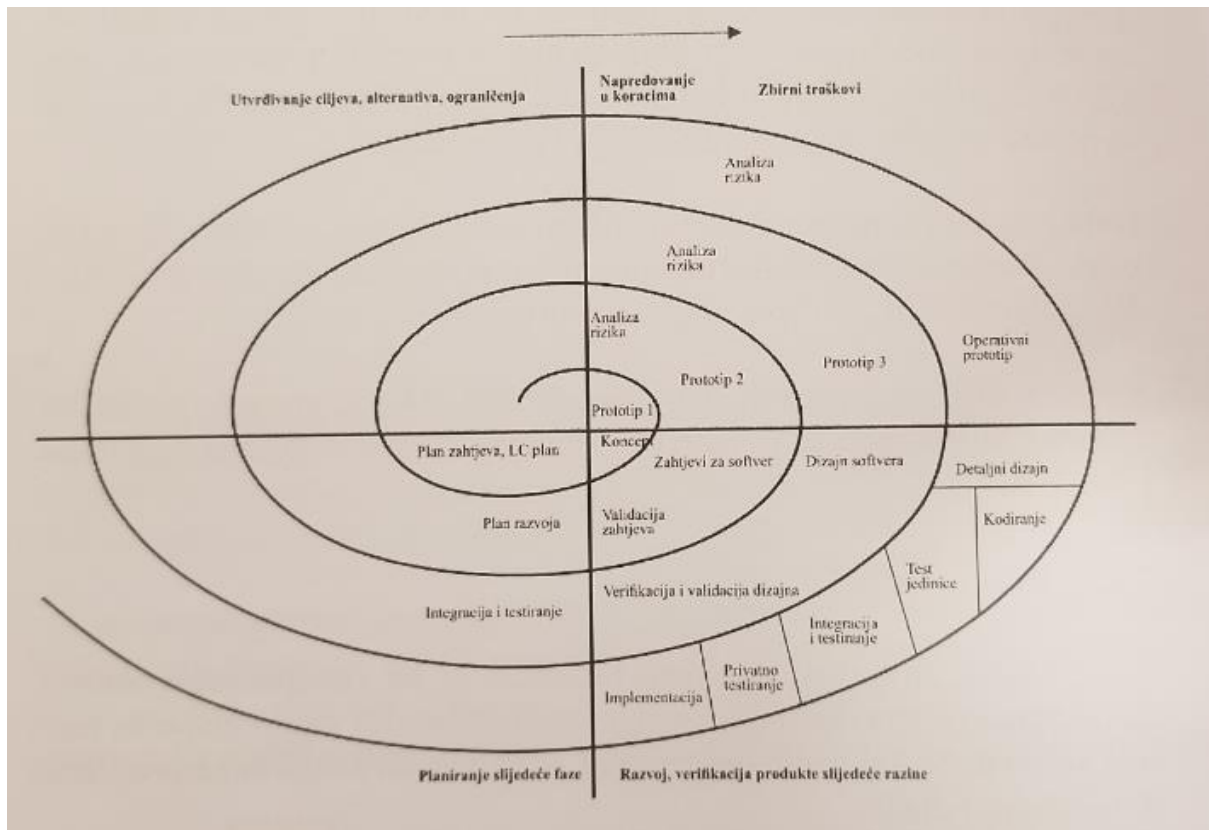 Napredovanje
u koracima
Utvrđivanje ciljeva, alternativa, ograničenja
Zbirni troškovi
Analiza
rizika
Analiza
rizika
Analiza
rizika
Operativni
prototip
Prototip 3
Prototip 2
Prototip 1
Koncept
Plan zahtjeva, LC plan
Zahtjevi za softver
Dizajn softvera
Detaljni dizajn
Plan razvoja
Validacija
zahtjeva
Kodiranje
Test
jedinice
Integracija i testiranje
Verifikacija i validacija dizajna
Integracija
i testiranje
Privatno
testiranje
Implementacija
Planiranje slijedeće faze
Razvoj, verifikacija produkte slijedeće razine